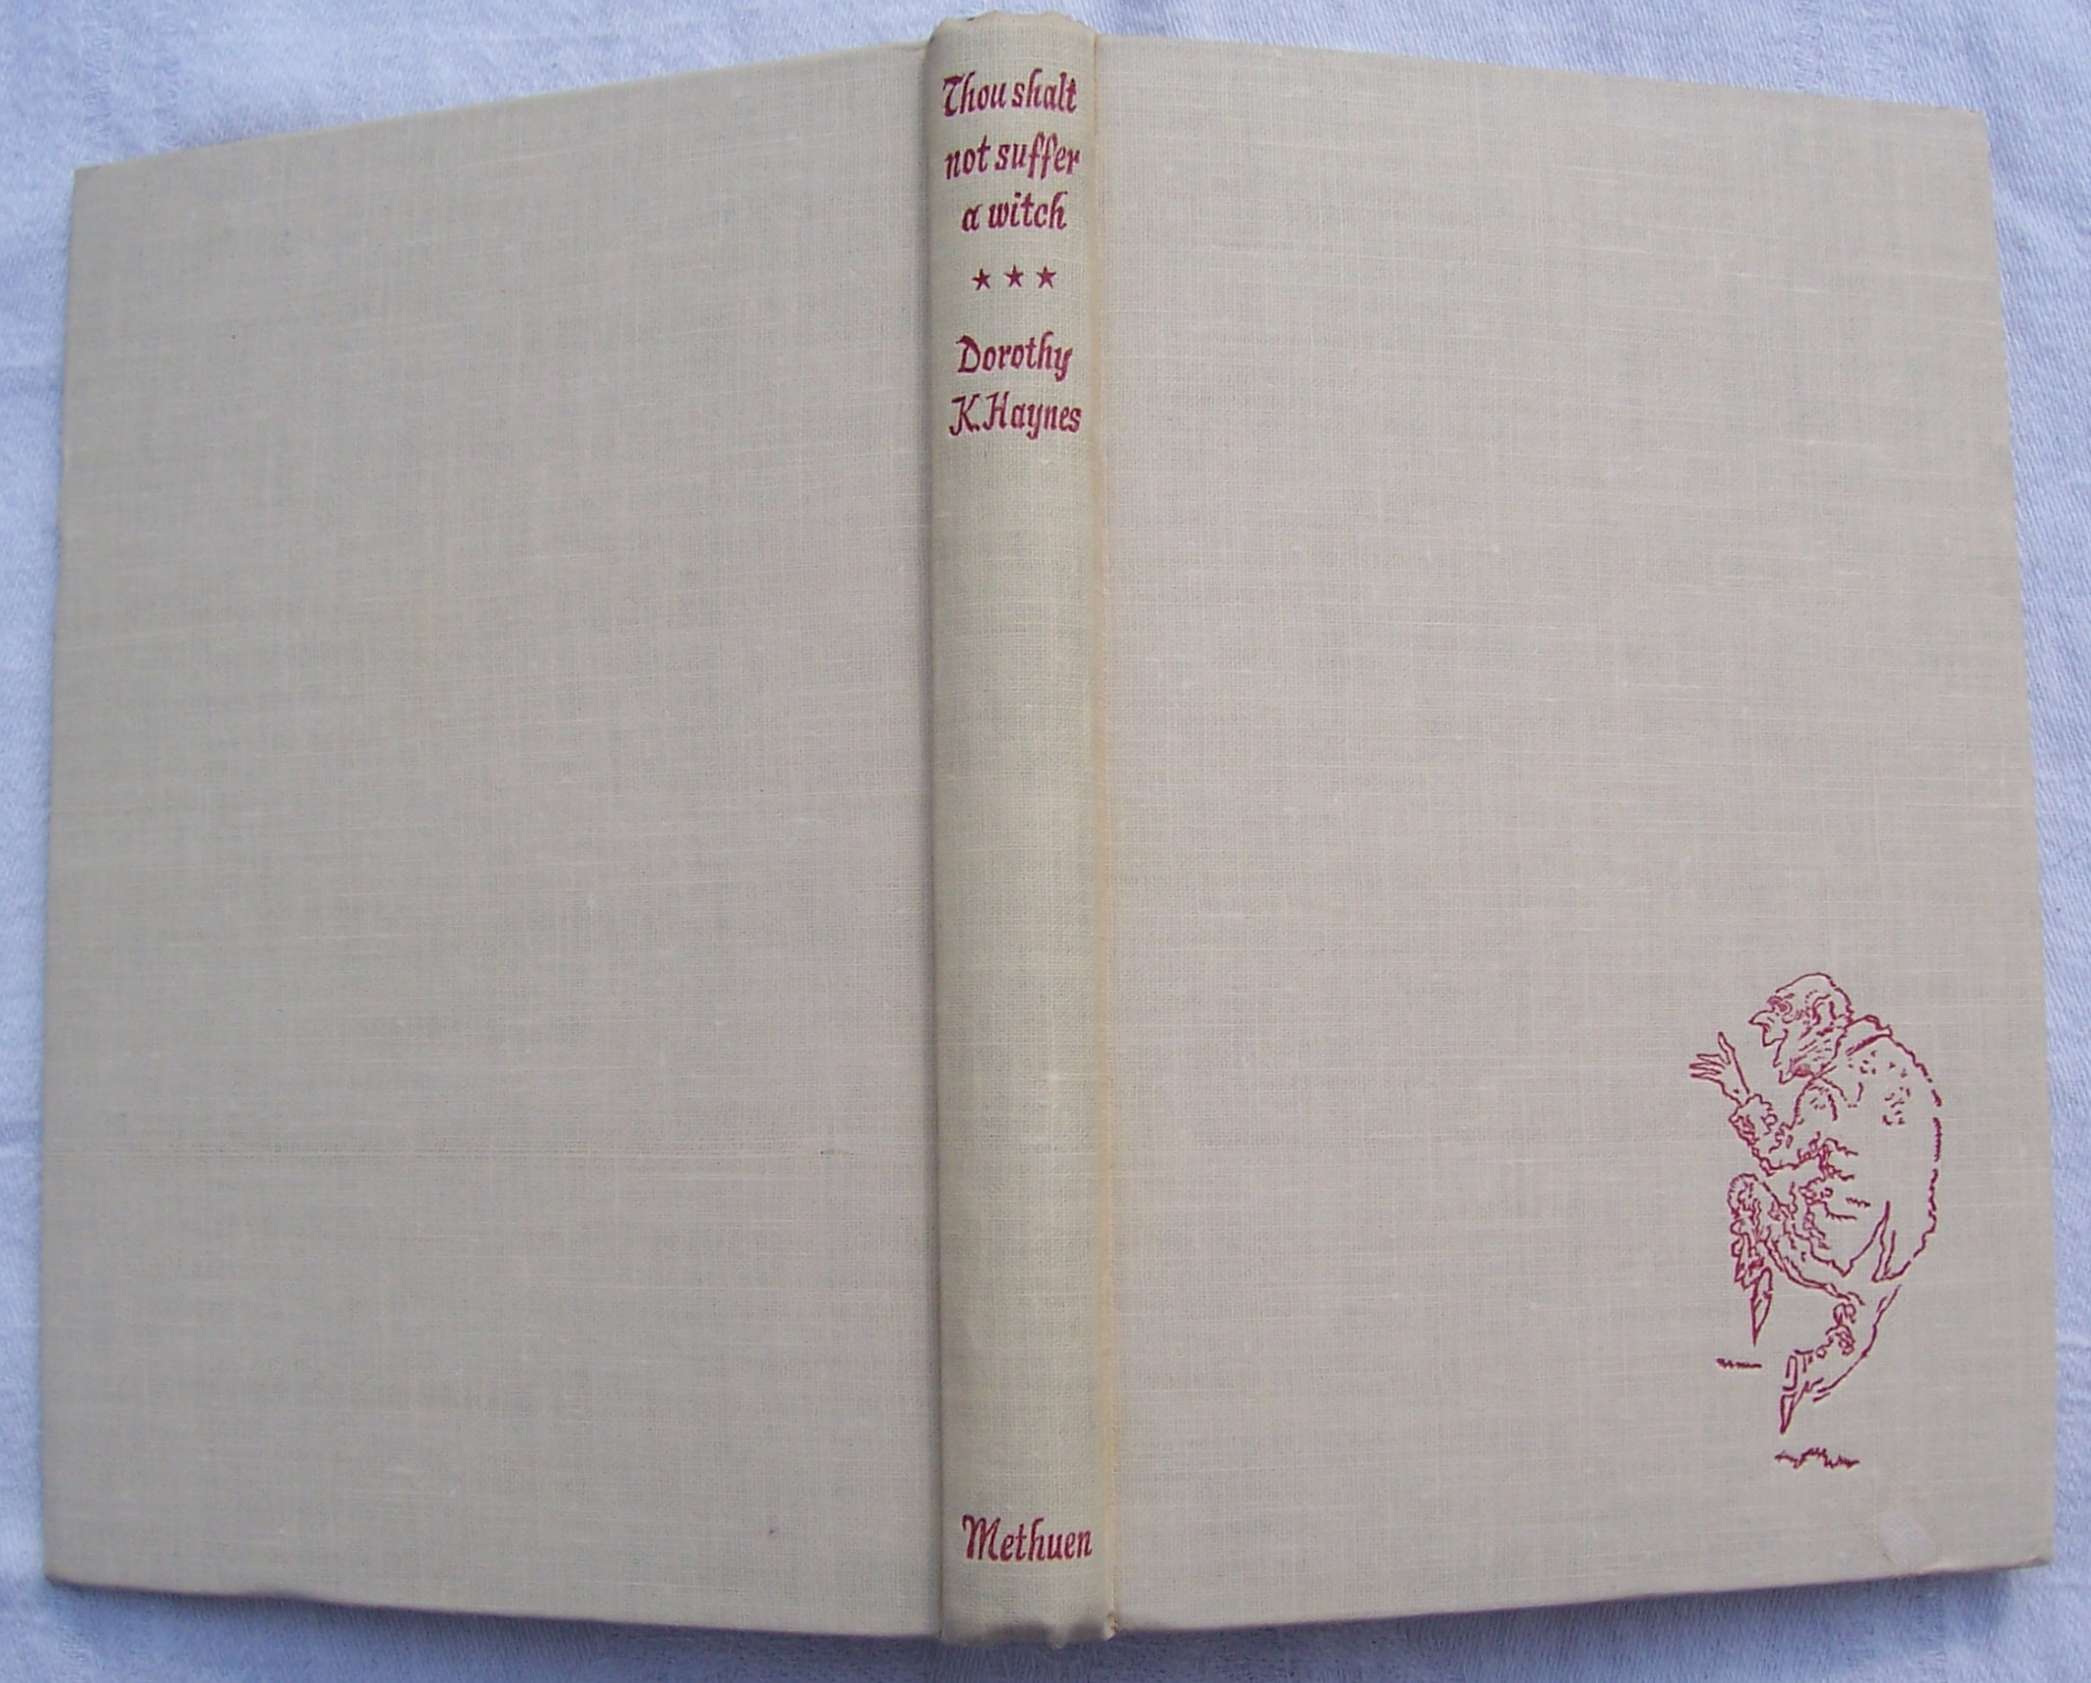 Thou shalt
not suffer
a witch
★ ★ ★
Dorothy
K. Haynes
Methuen